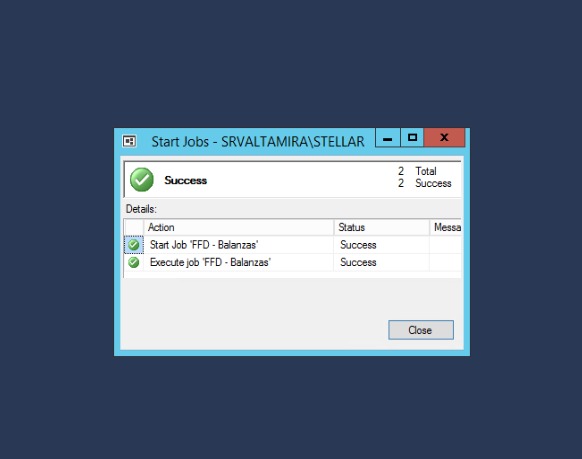 Start Jobs - SRVALTAMIRA\STELLAR
Success
2 Total
2 Success
Details:
Action Status Messa
Start Job 'FFD - Balanzas' Success
Execute job 'FFD - Balanzas' Success
Close